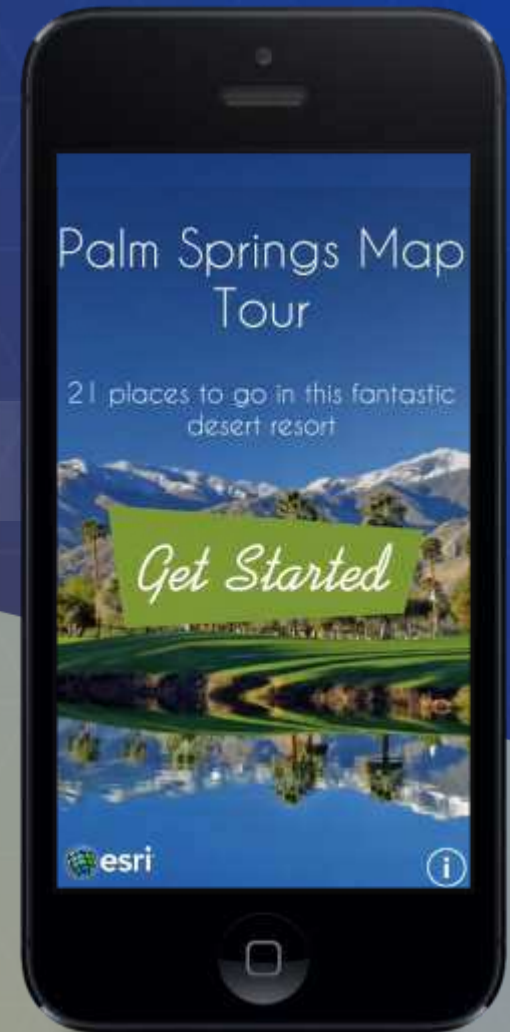 Palm Springs Map
Tour
21 places to go in this fantastic
desert resort
Get Started
esri
i